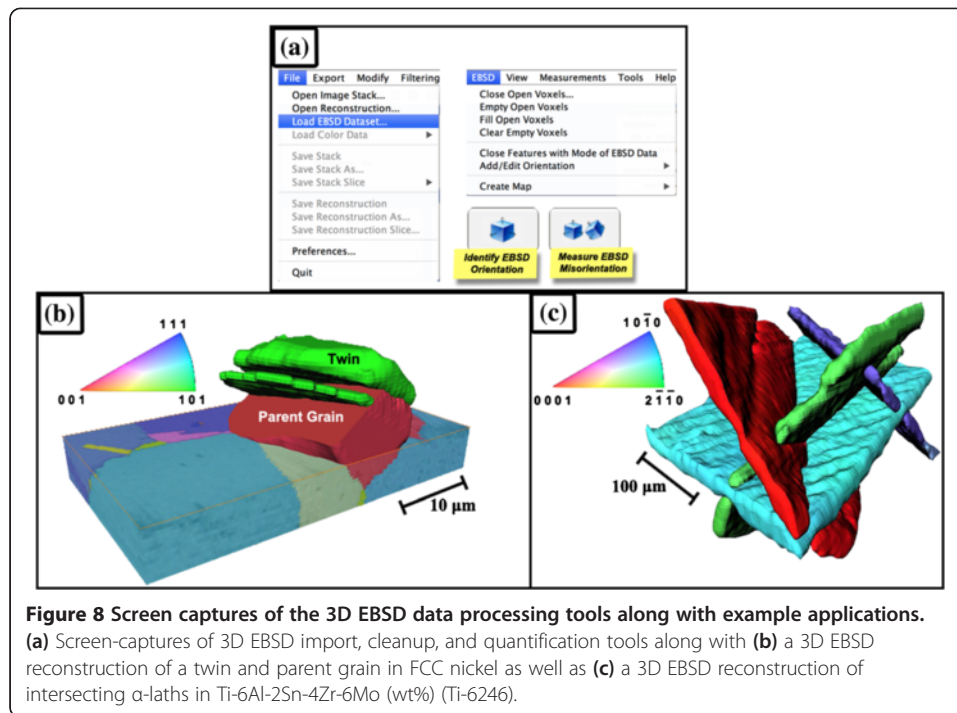 (a)
File Export Modify Filtering
Open Image Stack...
Open Reconstruction...
Load EBSD Dataset...
Load Color Data
Save Stack
Save Stack As...
Save Stack Slice
Save Reconstruction
Save Reconstruction As...
Save Reconstruction Slice...
Preferences...
Quit
EBSD View Measurements Tools Help
Close Open Voxels...
Empty Open Voxels
Fill Open Voxels
Clear Empty Voxels
Close Features with Mode of EBSD Data
Add/Edit Orientation
Create Map
Identify EBSD
Orientation
Measure EBSD
Misorientation
(b)
111
001
101
Twin
Parent Grain
10 μm
(c)
101̄0
0001
21̄1̄0
100 μm
Figure 8 Screen captures of the 3D EBSD data processing tools along with example applications.
(a) Screen-captures of 3D EBSD import, cleanup, and quantification tools along with (b) a 3D EBSD
reconstruction of a twin and parent grain in FCC nickel as well as (c) a 3D EBSD reconstruction of
intersecting α-laths in Ti-6Al-2Sn-4Zr-6Mo (wt%) (Ti-6246).